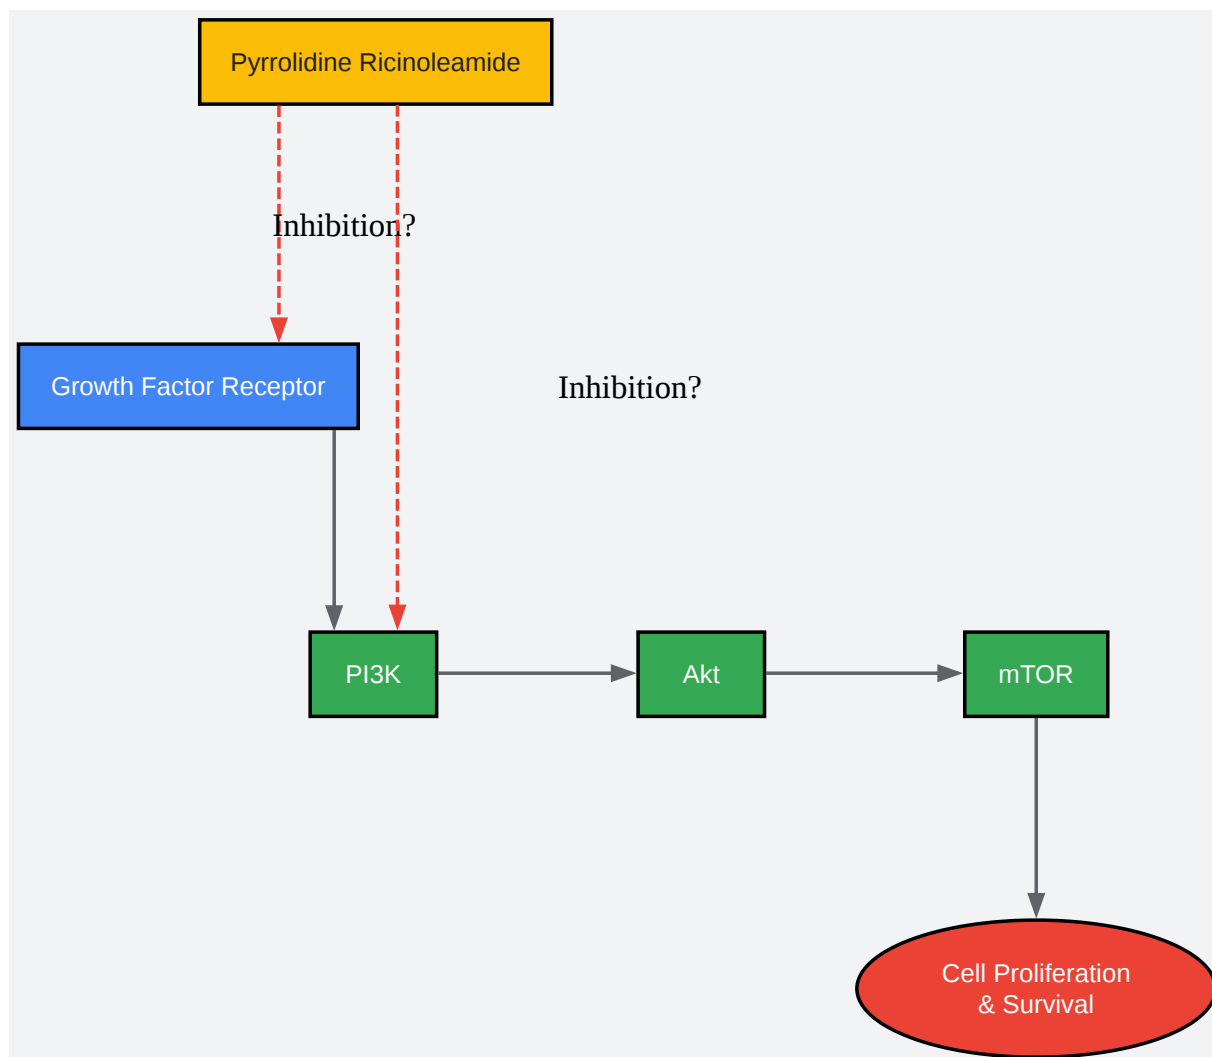 Pyrrolidine Ricinoleamide
Inhibition?
Growth Factor Receptor
Inhibition?
PI3K
Akt
mTOR
Cell Proliferation
& Survival